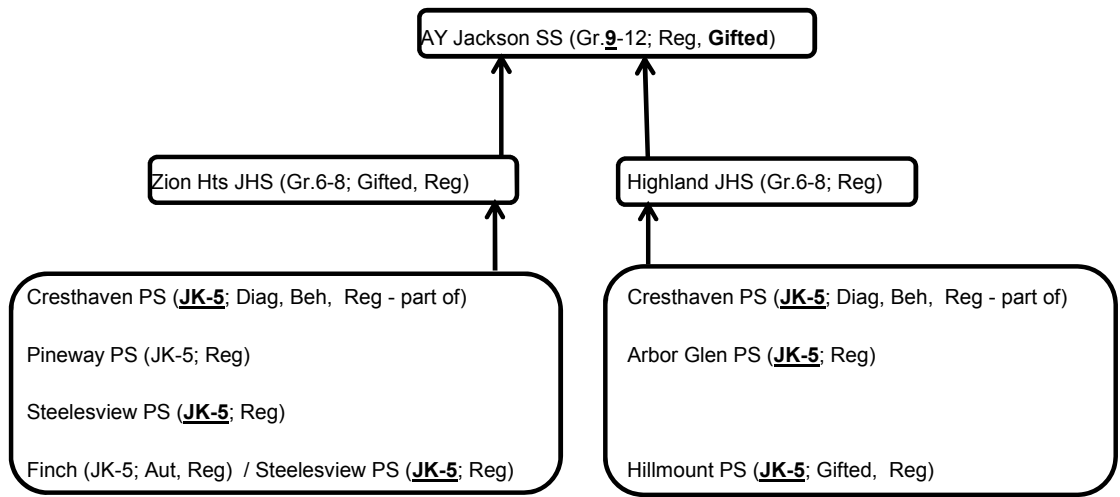 AY Jackson SS (Gr.9-12; Reg, Gifted)
Zion Hts JHS (Gr.6-8; Gifted, Reg)
Highland JHS (Gr.6-8; Reg)
Cresthaven PS (JK-5; Diag, Beh, Reg - part of)
Pineway PS (JK-5; Reg)
Steelesview PS (JK-5; Reg)
Finch (JK-5; Aut, Reg) / Steelesview PS (JK-5; Reg)
Cresthaven PS (JK-5; Diag, Beh, Reg - part of)
Arbor Glen PS (JK-5; Reg)
Hillmount PS (JK-5; Gifted, Reg)